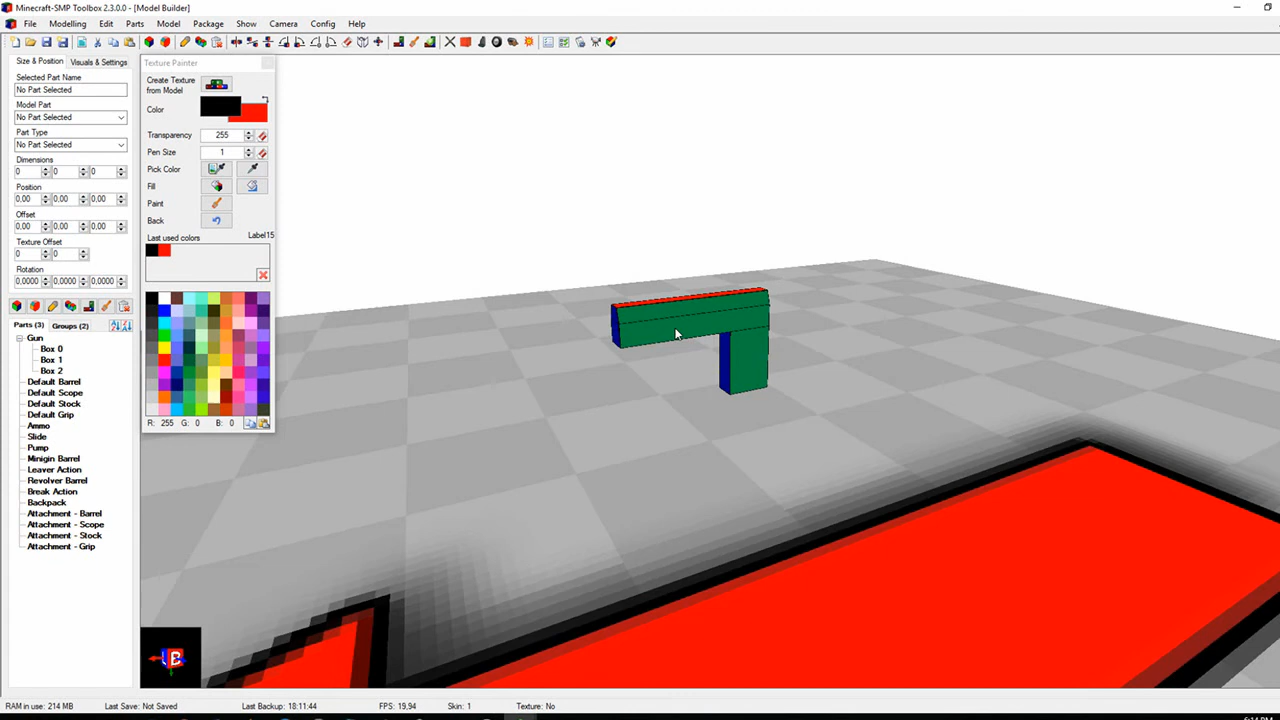 Minecraft-SMP Toolbox 2.3.0.0 - [Model Builder]
File Modelling Edit Parts Model Package Show Camera Config Help
Size & Position Visuals & Settings
Selected Part Name
No Part Selected
Model Part
No Part Selected
Part Type
No Part Selected
Dimensions
0 0 0
Position
0.00 0.00 0.00
Offset
0.00 0.00 0.00
Texture Offset
0 0
Rotation
0,0000 0,0000 0,0000
Parts (3) Groups (2)
Gun
Box 0
Box 1
Box 2
Default Barrel
Default Scope
Default Stock
Default Grip
Ammo
Slide
Pump
Minigin Barrel
Leaver Action
Revolver Barrel
Break Action
Backpack
Attachment - Barrel
Attachment - Scope
Attachment - Stock
Attachment - Grip
Texture Painter
Create Texture
from Model
Color
Transparency 255
Pen Size 1
Pick Color
Fill
Paint
Back
Label15
Last used colors
R: 255 G: 0 B: 0
B
RAM in use: 214 MB Last Save: Not Saved Last Backup: 18:11:44 FPS: 19,94 Skin: 1 Texture: No